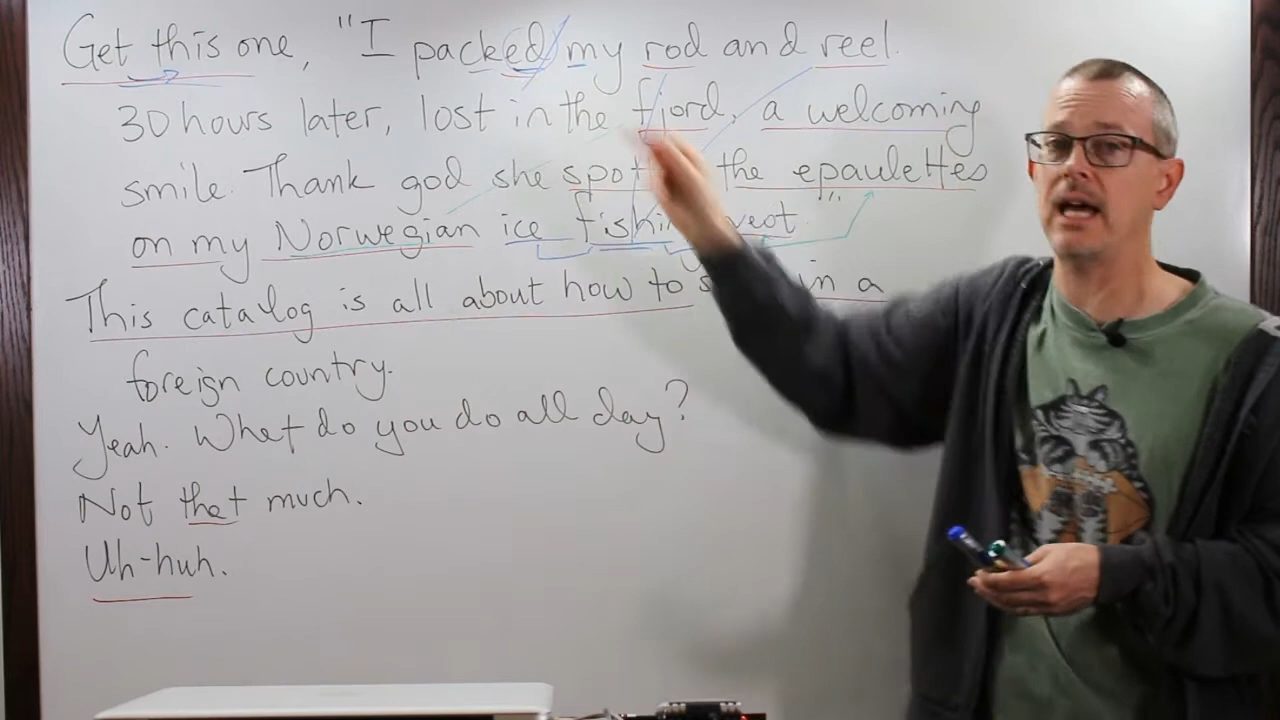 Get this one, "I packed my rod and reel.
30 hours later, lost in the fjord, a welcoming
smile. Thank god she the epaulettes
on my Norwegian ice fishing vest."
This catalog is all about how to in a
foreign country.
Yeah. What do you do all day?
Not that much.
Uh-huh.